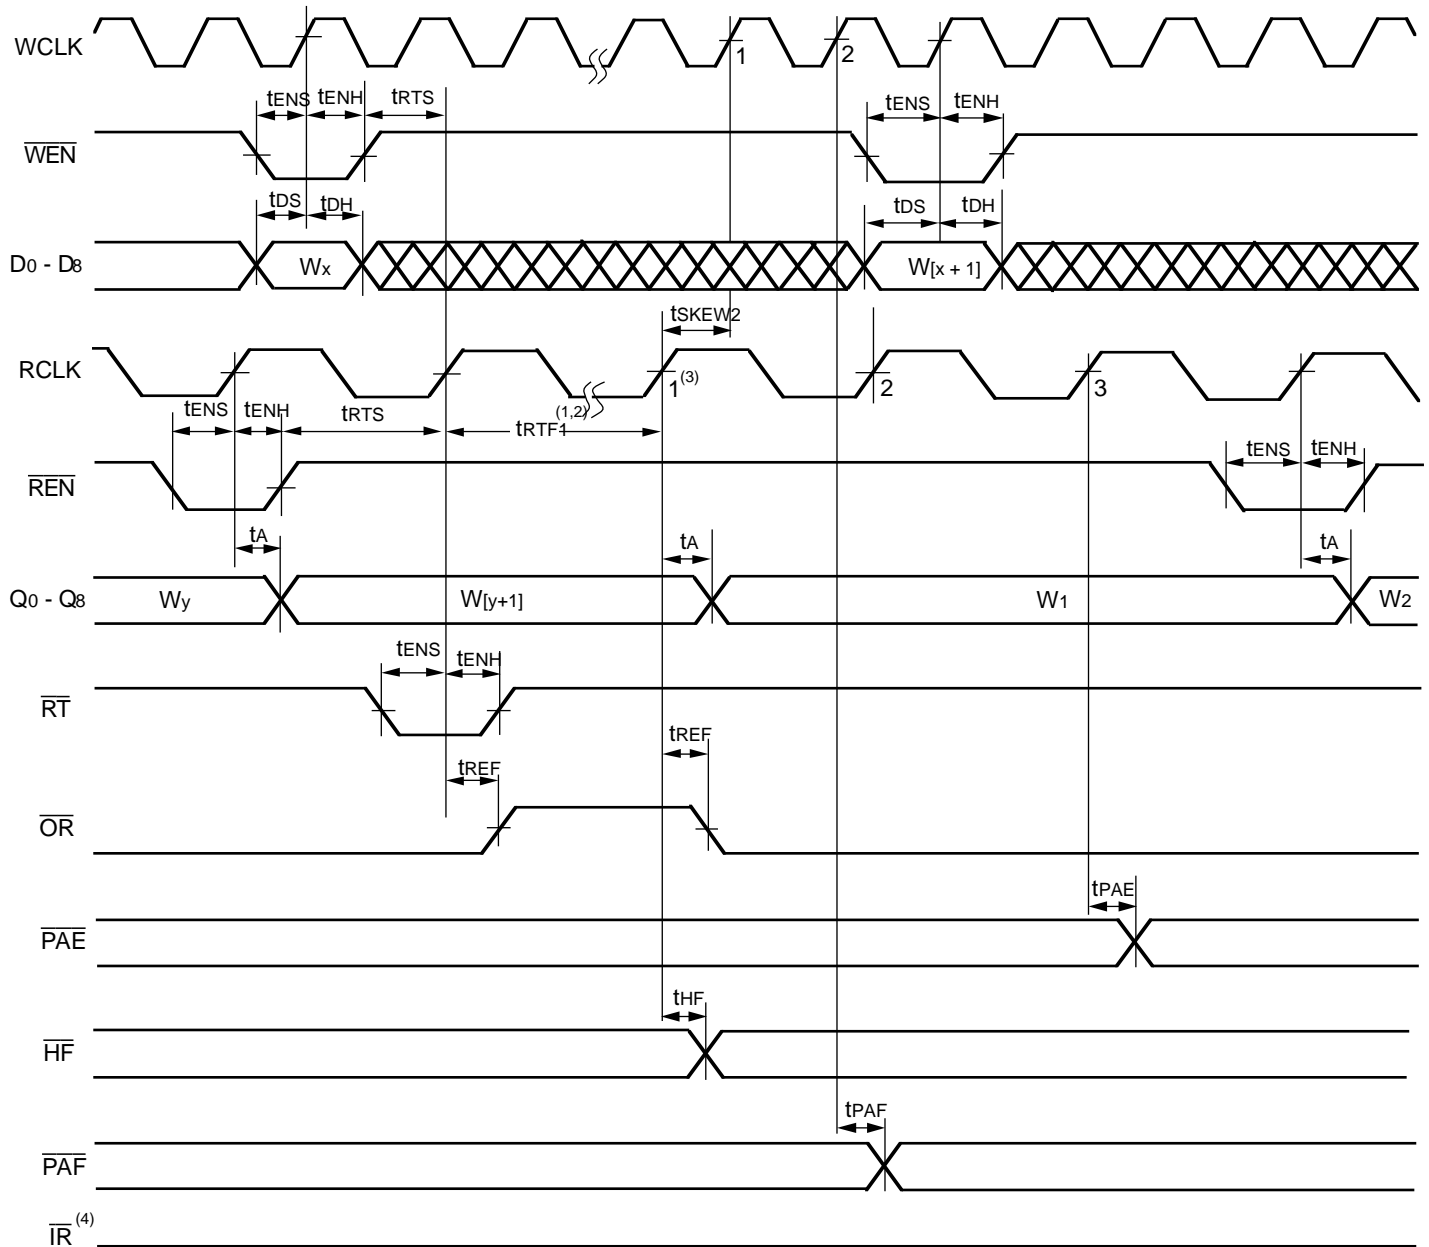 WCLK
1
2
tENS tENH tRTS
tENS tENH
WEN
tDS tDH
tDS tDH
D0 - D8
Wx
W[x + 1]
tSKEW2
RCLK
1(3)
2
3
tENS tENH tRTS
tRTF1(1,2)
REN
tENS tENH
tA
tA
tA
Q0 - Q8
Wy
W[y+1]
W1
W2
tENS tENH
RT
tREF
tREF
OR
tPAE
PAE
tHF
HF
tPAF
PAF
IR (4)